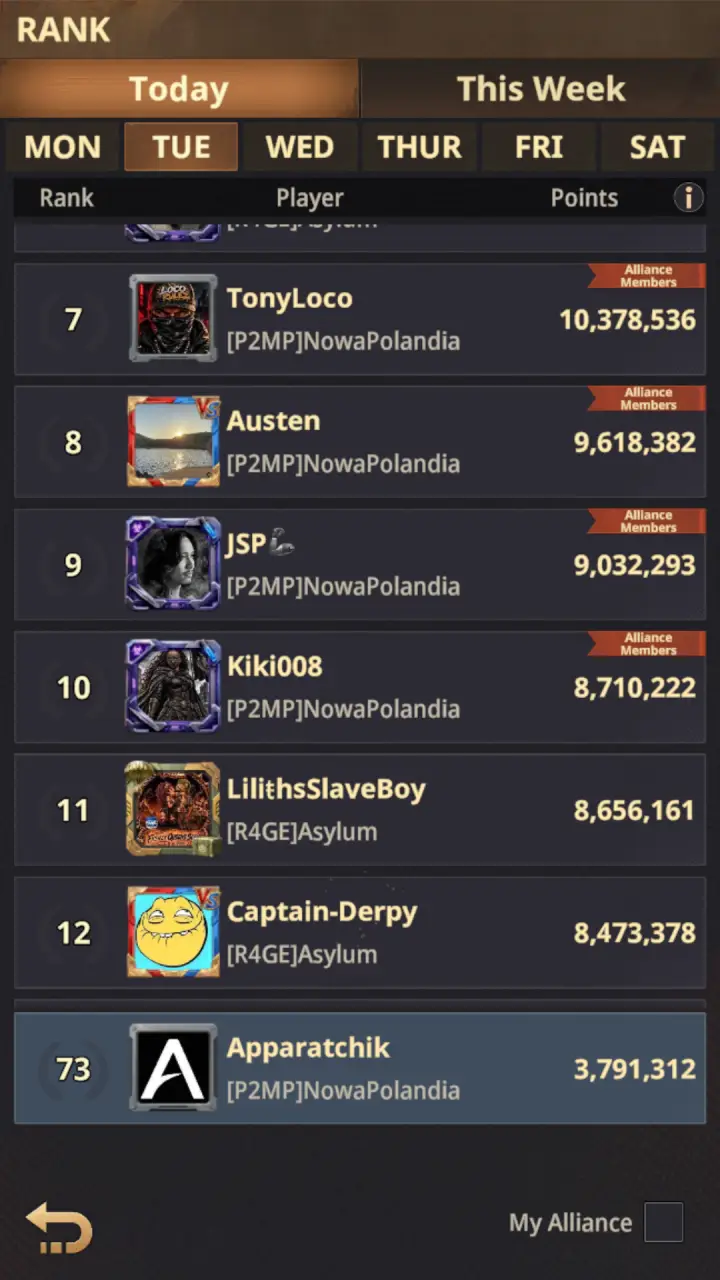 RANK
Today
This Week
MON
TUE
WED
THUR
FRI
SAT
Rank
Player
Points
[R4GE]Asylum
7
TonyLoco
[P2MP]NowaPolandia
Alliance
Members
10,378,536
8
Austen
[P2MP]NowaPolandia
Alliance
Members
9,618,382
9
JSP💪
[P2MP]NowaPolandia
Alliance
Members
9,032,293
10
Kiki008
[P2MP]NowaPolandia
Alliance
Members
8,710,222
11
LilithsSlaveBoy
[R4GE]Asylum
8,656,161
12
Captain-Derpy
[R4GE]Asylum
8,473,378
73
Apparatchik
[P2MP]NowaPolandia
3,791,312
My Alliance